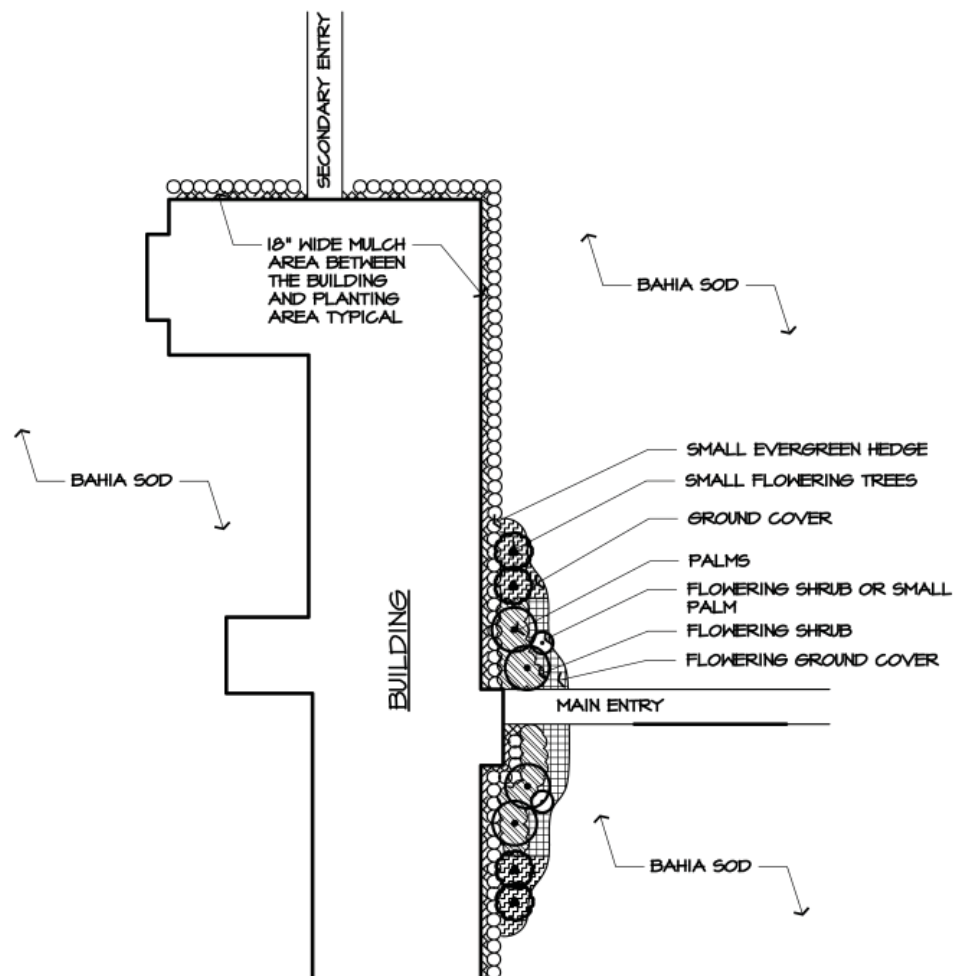 SECONDARY ENTRY
18" WIDE MULCH
AREA BETWEEN
THE BUILDING
AND PLANTING
AREA TYPICAL
BAHIA SOD
BAHIA SOD
SMALL EVERGREEN HEDGE
SMALL FLOWERING TREES
GROUND COVER
PALMS
FLOWERING SHRUB OR SMALL
PALM
FLOWERING SHRUB
FLOWERING GROUND COVER
BUILDING
MAIN ENTRY
BAHIA SOD